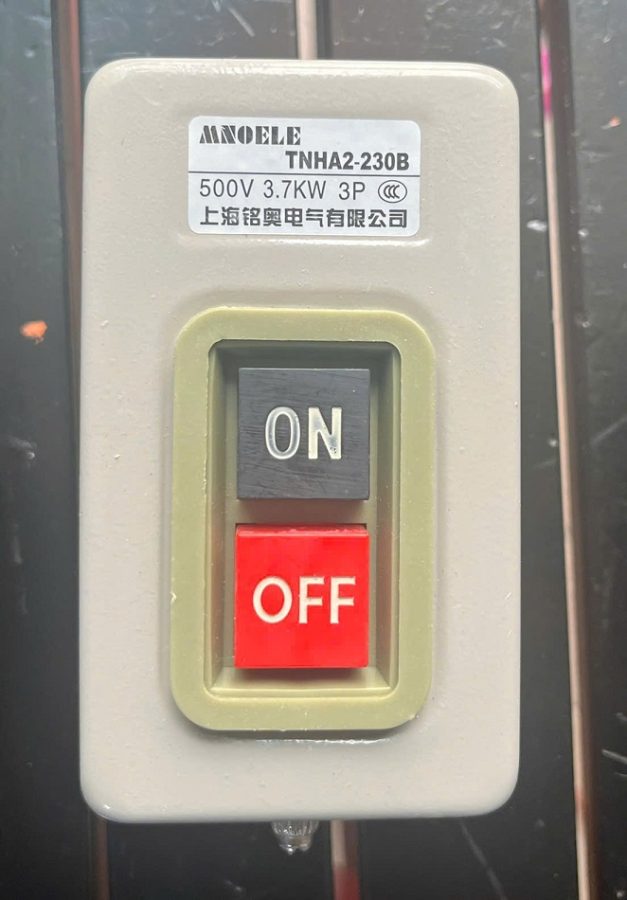 MNOELE
TNHA2-230B
500V 3.7KW 3P CCC
上海铭奥电气有限公司
ON
OFF